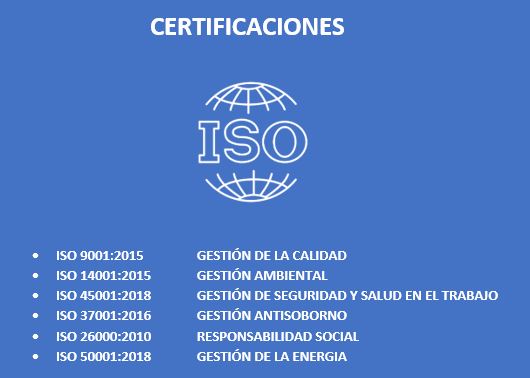 CERTIFICACIONES
ISO
• ISO 9001:2015 GESTIÓN DE LA CALIDAD
• ISO 14001:2015 GESTIÓN AMBIENTAL
• ISO 45001:2018 GESTIÓN DE SEGURIDAD Y SALUD EN EL TRABAJO
• ISO 37001:2016 GESTIÓN ANTISOBORNO
• ISO 26000:2010 RESPONSABILIDAD SOCIAL
• ISO 50001:2018 GESTIÓN DE LA ENERGIA